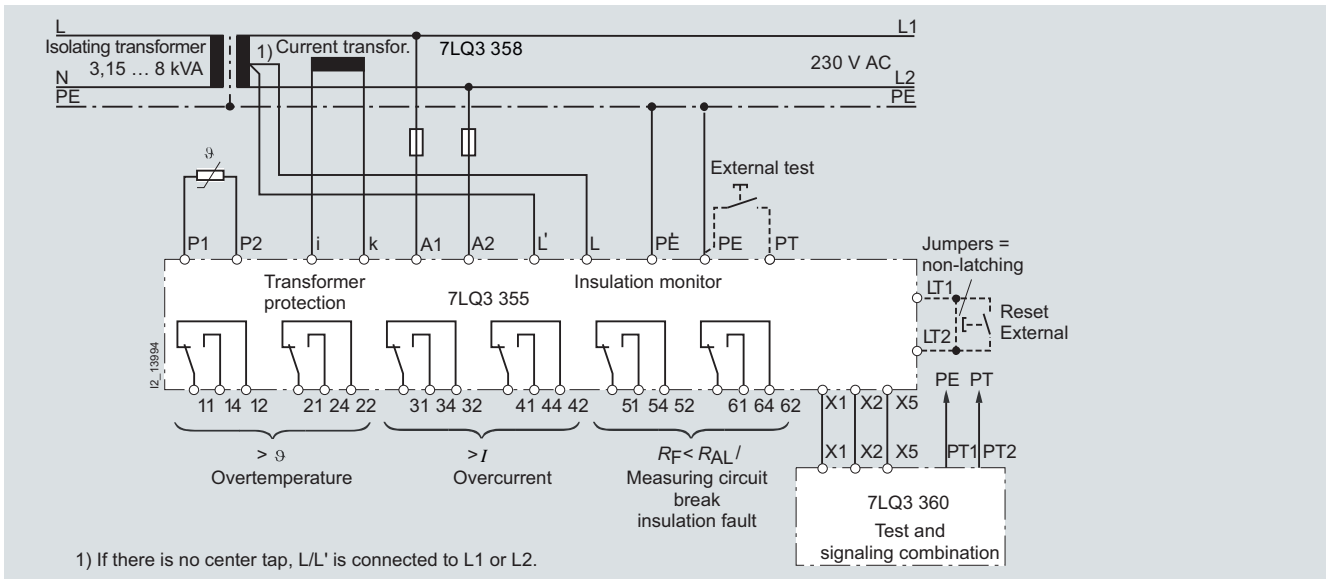 L L1
Isolating transformer 1) Current transfor. 7LQ3 358
3,15 … 8 kVA 230 V AC
N L2
PE PE
ϑ
External test
P1 P2 i k A1 A2 L' L PE' PE PT
Jumpers =
non-latching
Transformer
protection
Insulation monitor
7LQ3 355
LT1
Reset
External
LT2
I2_13994
PE PT
11 14 12 21 24 22 31 34 32 41 44 42 51 54 52 61 64 62 X1 X2 X5
> ϑ
Overtemperature
>I
Overcurrent
RF< RAL /
Measuring circuit
break
insulation fault
X1 X2 X5 PT1 PT2
7LQ3 360
Test and
signaling combination
1) If there is no center tap, L/L' is connected to L1 or L2.